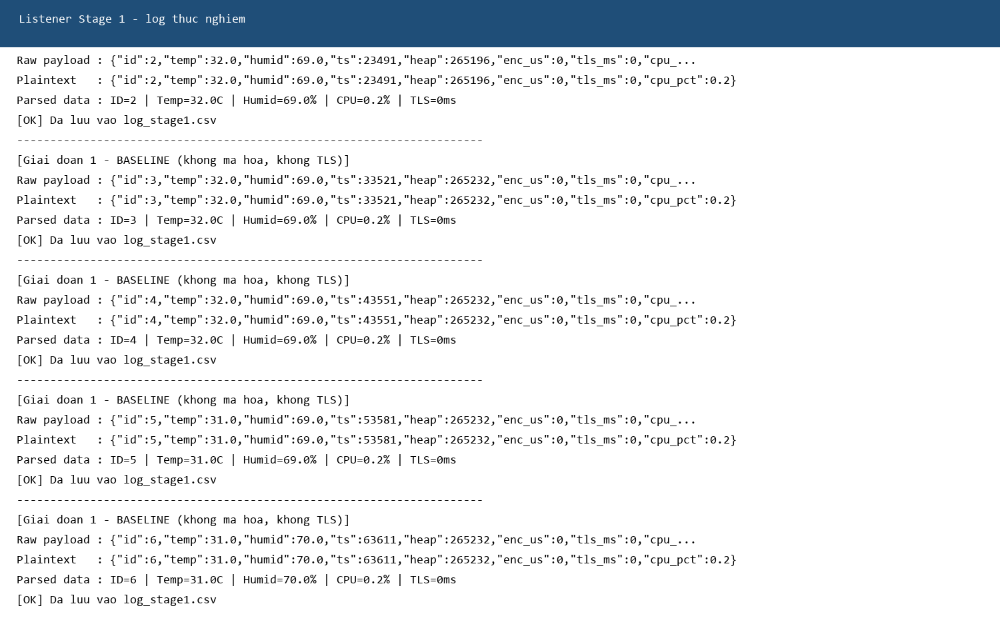 Listener Stage 1 - log thuc nghiem
Raw payload : {"id":2,"temp":32.0,"humid":69.0,"ts":23491,"heap":265196,"enc_us":0,"tls_ms":0,"cpu_...
Plaintext   : {"id":2,"temp":32.0,"humid":69.0,"ts":23491,"heap":265196,"enc_us":0,"tls_ms":0,"cpu_pct":0.2}
Parsed data : ID=2 | Temp=32.0C | Humid=69.0% | CPU=0.2% | TLS=0ms
[OK] Da luu vao log_stage1.csv
----------------------------------------------------------------------
[Giai doan 1 - BASELINE (khong ma hoa, khong TLS)]
Raw payload : {"id":3,"temp":32.0,"humid":69.0,"ts":33521,"heap":265232,"enc_us":0,"tls_ms":0,"cpu_...
Plaintext   : {"id":3,"temp":32.0,"humid":69.0,"ts":33521,"heap":265232,"enc_us":0,"tls_ms":0,"cpu_pct":0.2}
Parsed data : ID=3 | Temp=32.0C | Humid=69.0% | CPU=0.2% | TLS=0ms
[OK] Da luu vao log_stage1.csv
----------------------------------------------------------------------
[Giai doan 1 - BASELINE (khong ma hoa, khong TLS)]
Raw payload : {"id":4,"temp":32.0,"humid":69.0,"ts":43551,"heap":265232,"enc_us":0,"tls_ms":0,"cpu_...
Plaintext   : {"id":4,"temp":32.0,"humid":69.0,"ts":43551,"heap":265232,"enc_us":0,"tls_ms":0,"cpu_pct":0.2}
Parsed data : ID=4 | Temp=32.0C | Humid=69.0% | CPU=0.2% | TLS=0ms
[OK] Da luu vao log_stage1.csv
----------------------------------------------------------------------
[Giai doan 1 - BASELINE (khong ma hoa, khong TLS)]
Raw payload : {"id":5,"temp":31.0,"humid":69.0,"ts":53581,"heap":265232,"enc_us":0,"tls_ms":0,"cpu_...
Plaintext   : {"id":5,"temp":31.0,"humid":69.0,"ts":53581,"heap":265232,"enc_us":0,"tls_ms":0,"cpu_pct":0.2}
Parsed data : ID=5 | Temp=31.0C | Humid=69.0% | CPU=0.2% | TLS=0ms
[OK] Da luu vao log_stage1.csv
----------------------------------------------------------------------
[Giai doan 1 - BASELINE (khong ma hoa, khong TLS)]
Raw payload : {"id":6,"temp":31.0,"humid":70.0,"ts":63611,"heap":265232,"enc_us":0,"tls_ms":0,"cpu_...
Plaintext   : {"id":6,"temp":31.0,"humid":70.0,"ts":63611,"heap":265232,"enc_us":0,"tls_ms":0,"cpu_pct":0.2}
Parsed data : ID=6 | Temp=31.0C | Humid=70.0% | CPU=0.2% | TLS=0ms
[OK] Da luu vao log_stage1.csv